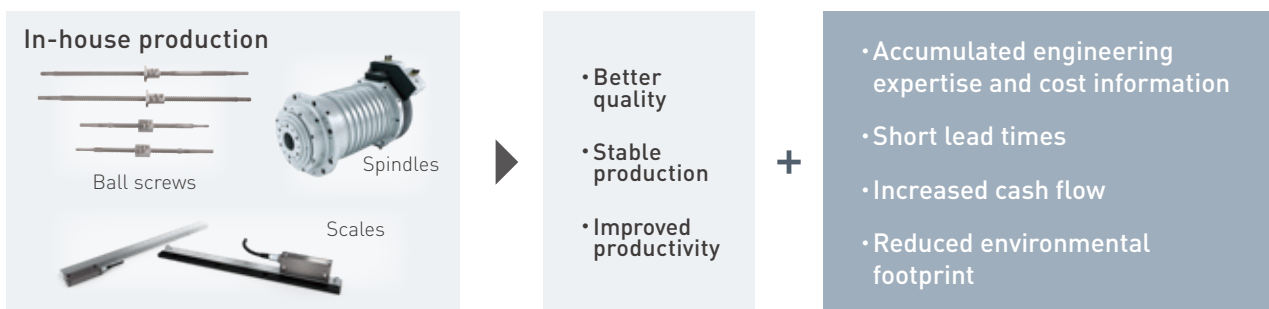 In-house production
Ball screws
Spindles
Scales
・Better
quality
・Stable
production
・Improved
productivity
+
・Accumulated engineering
expertise and cost information
・Short lead times
・Increased cash flow
・Reduced environmental
footprint